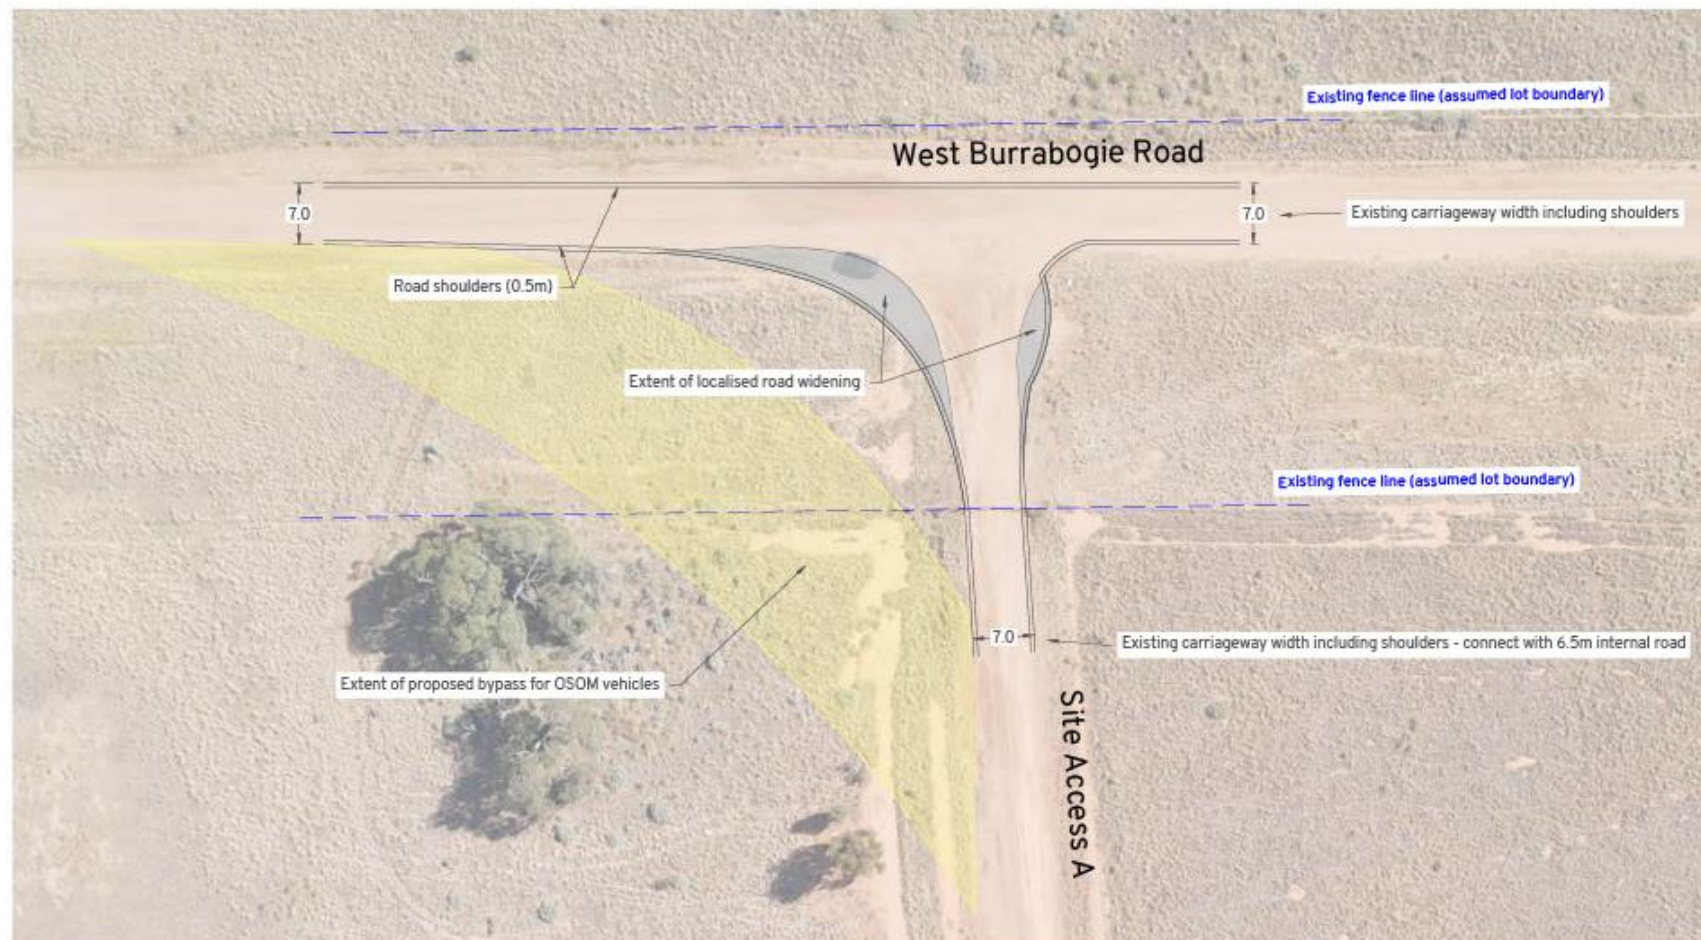 Existing fence line (assumed lot boundary)
West Burrabogie Road
7.0
7.0
Existing carriageway width including shoulders
Road shoulders (0.5m)
Extent of localised road widening
Existing fence line (assumed lot boundary)
7.0
Existing carriageway width including shoulders - connect with 6.5m internal road
Extent of proposed bypass for OSOM vehicles
Site Access A